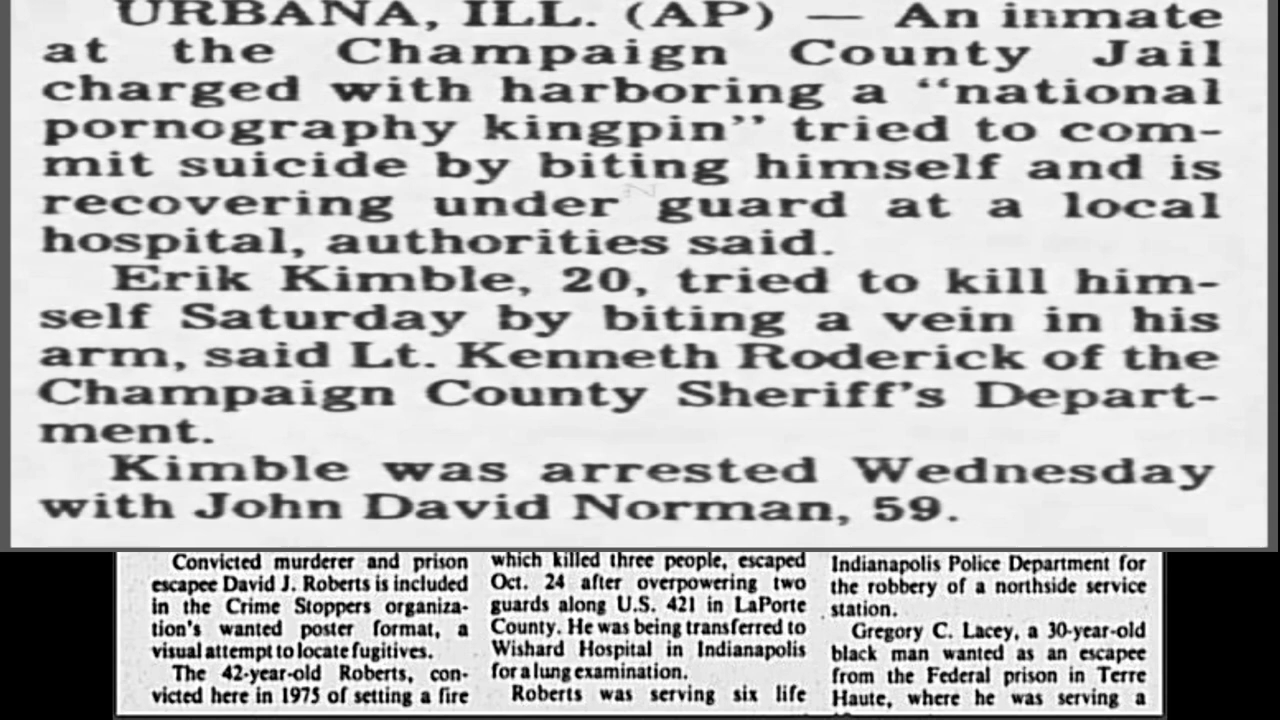 URBANA, ILL. (AP) — An inmate
at the Champaign County Jail
charged with harboring a “national
pornography kingpin” tried to com-
mit suicide by biting himself and is
recovering under guard at a local
hospital, authorities said.
Erik Kimble, 20, tried to kill him-
self Saturday by biting a vein in his
arm, said Lt. Kenneth Roderick of the
Champaign County Sheriff’s Depart-
ment.
Kimble was arrested Wednesday
with John David Norman, 59.
Convicted murderer and prison
escapee David J. Roberts is included
in the Crime Stoppers organiza-
tion's wanted poster format, a
visual attempt to locate fugitives.
The 42-year-old Roberts, con-
victed here in 1975 of setting a fire
which killed three people, escaped
Oct. 24 after overpowering two
guards along U.S. 421 in LaPorte
County. He was being transferred to
Wishard Hospital in Indianapolis
for a lung examination.
Roberts was serving six life
Indianapolis Police Department for
the robbery of a northside service
station.
Gregory C. Lacey, a 30-year-old
black man wanted as an escapee
from the Federal prison in Terre
Haute, where he was serving a